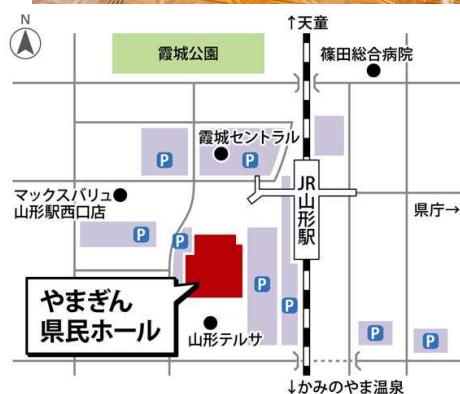 N
↑天童
霞城公園
篠田総合病院
霞城セントラル
P
P
マックスバリュ
山形駅西口店
JR山形駅
県庁→
P
P
やまぎん
県民ホール
P
P
山形テルサ
P
P
↓かみのやま温泉